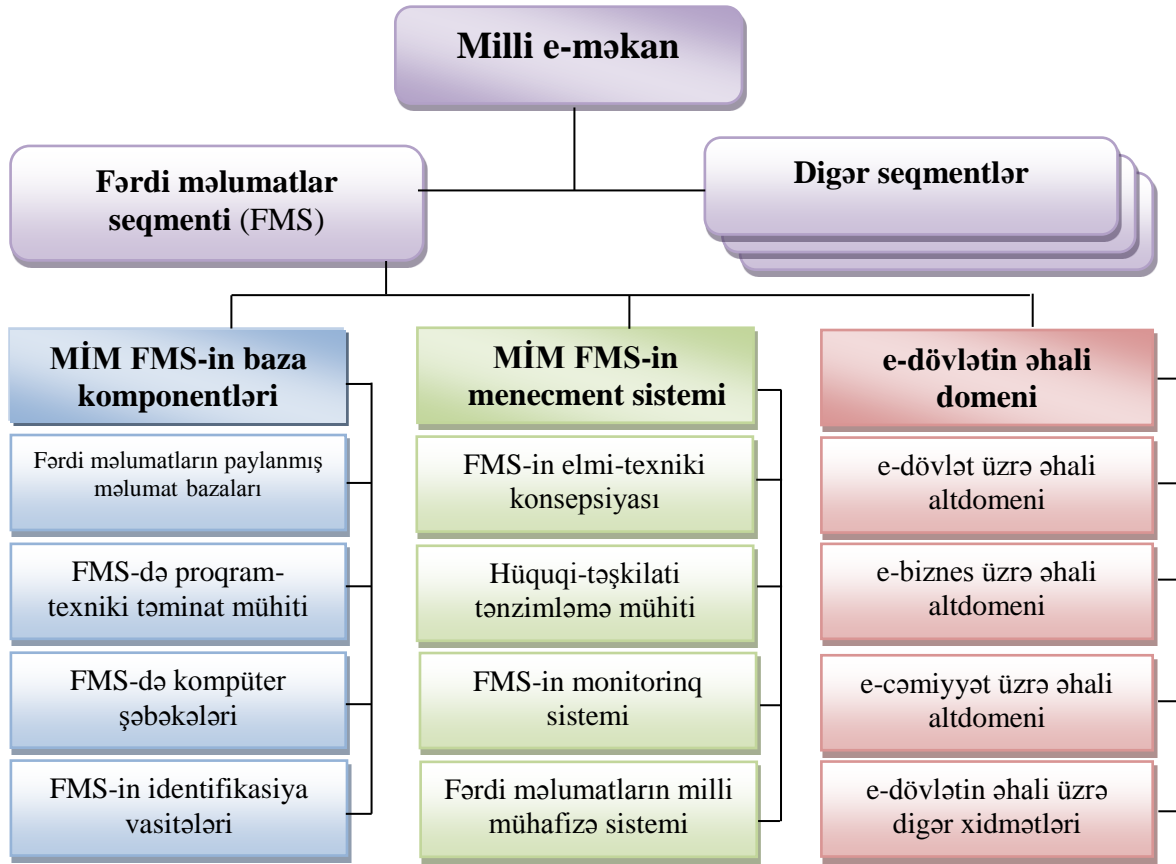 Milli e-məkan
Fərdi məlumatlar
seqmenti (FMS)
Digər seqmentlər
MİM FMS-in baza
komponentləri
Fərdi məlumatların paylanmış
məlumat bazaları
FMS-də proqram-
texniki təminat mühiti
FMS-də kompüter
şəbəkələri
FMS-in identifikasiya
vasitələri
MİM FMS-in
menecment sistemi
FMS-in elmi-texniki
konsepsiyası
Hüquqi-təşkilati
tənzimləmə mühiti
FMS-in monitorinq
sistemi
Fərdi məlumatların milli
mühafizə sistemi
e-dövlətin əhali
domeni
e-dövlət üzrə əhali
altdomeni
e-biznes üzrə əhali
altdomeni
e-cəmiyyət üzrə əhali
altdomeni
e-dövlətin əhali üzrə
digər xidmətləri